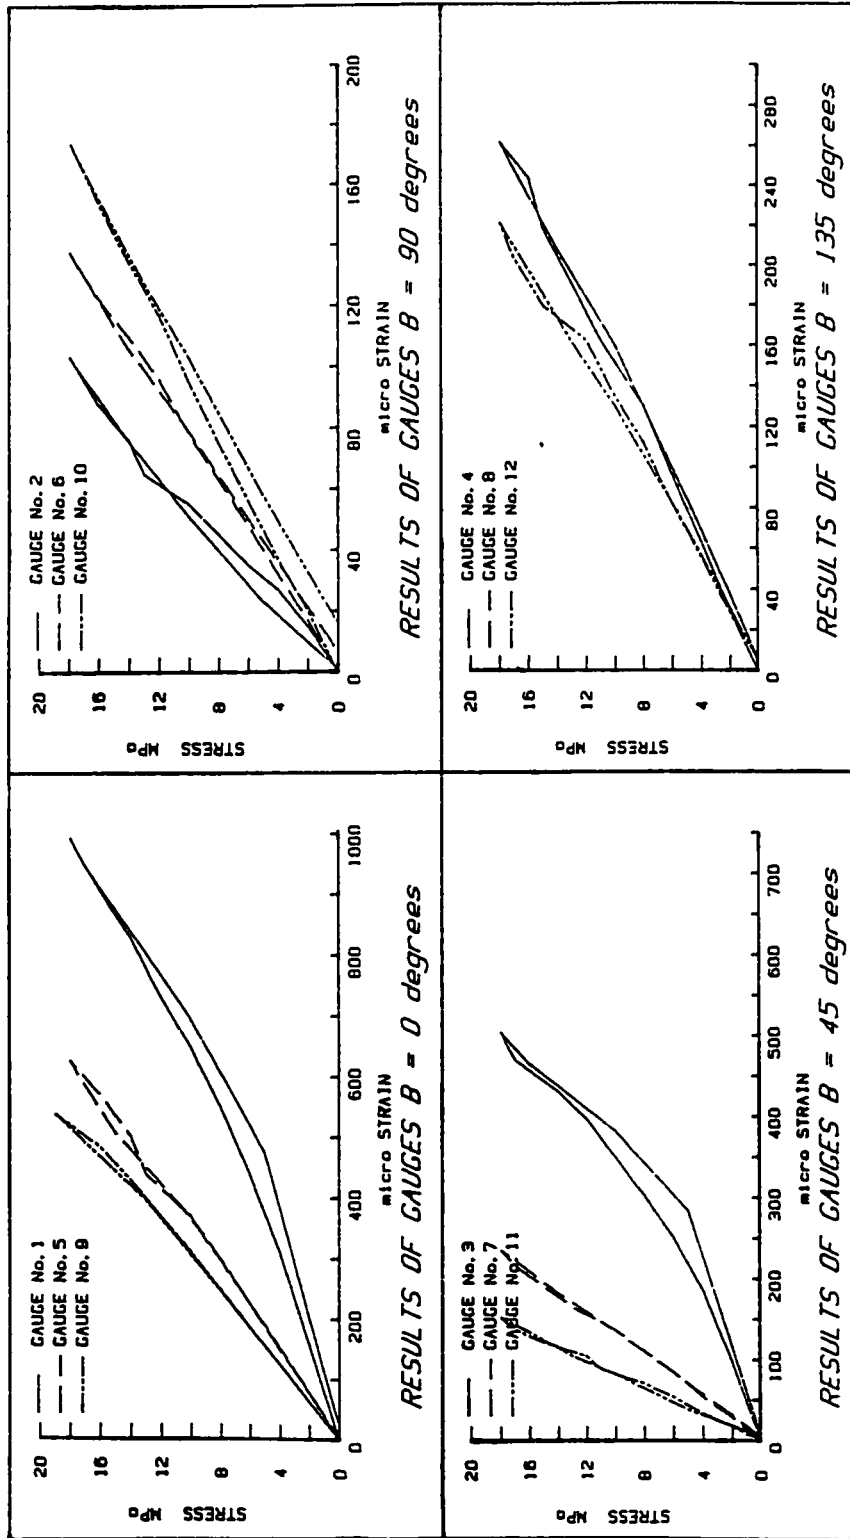 GAUGE No.1
GAUGE No.5
GAUGE No.9
20
16
12
8
4
0
STRESS MPa
0
200
400
600
800
1000
micro STRAIN
RESULTS OF GAUGES B = 0 degrees
GAUGE No.2
GAUGE No.6
GAUGE No.10
20
16
12
8
4
0
STRESS MPa
0
40
80
120
160
200
micro STRAIN
RESULTS OF GAUGES B = 90 degrees
GAUGE No.3
GAUGE No.7
GAUGE No.11
20
16
12
8
4
0
STRESS MPa
0
100
200
300
400
500
600
700
micro STRAIN
RESULTS OF GAUGES B = 45 degrees
GAUGE No.4
GAUGE No.8
GAUGE No.12
20
16
12
8
4
0
STRESS MPa
0
40
80
120
160
200
240
280
micro STRAIN
RESULTS OF GAUGES B = 135 degrees